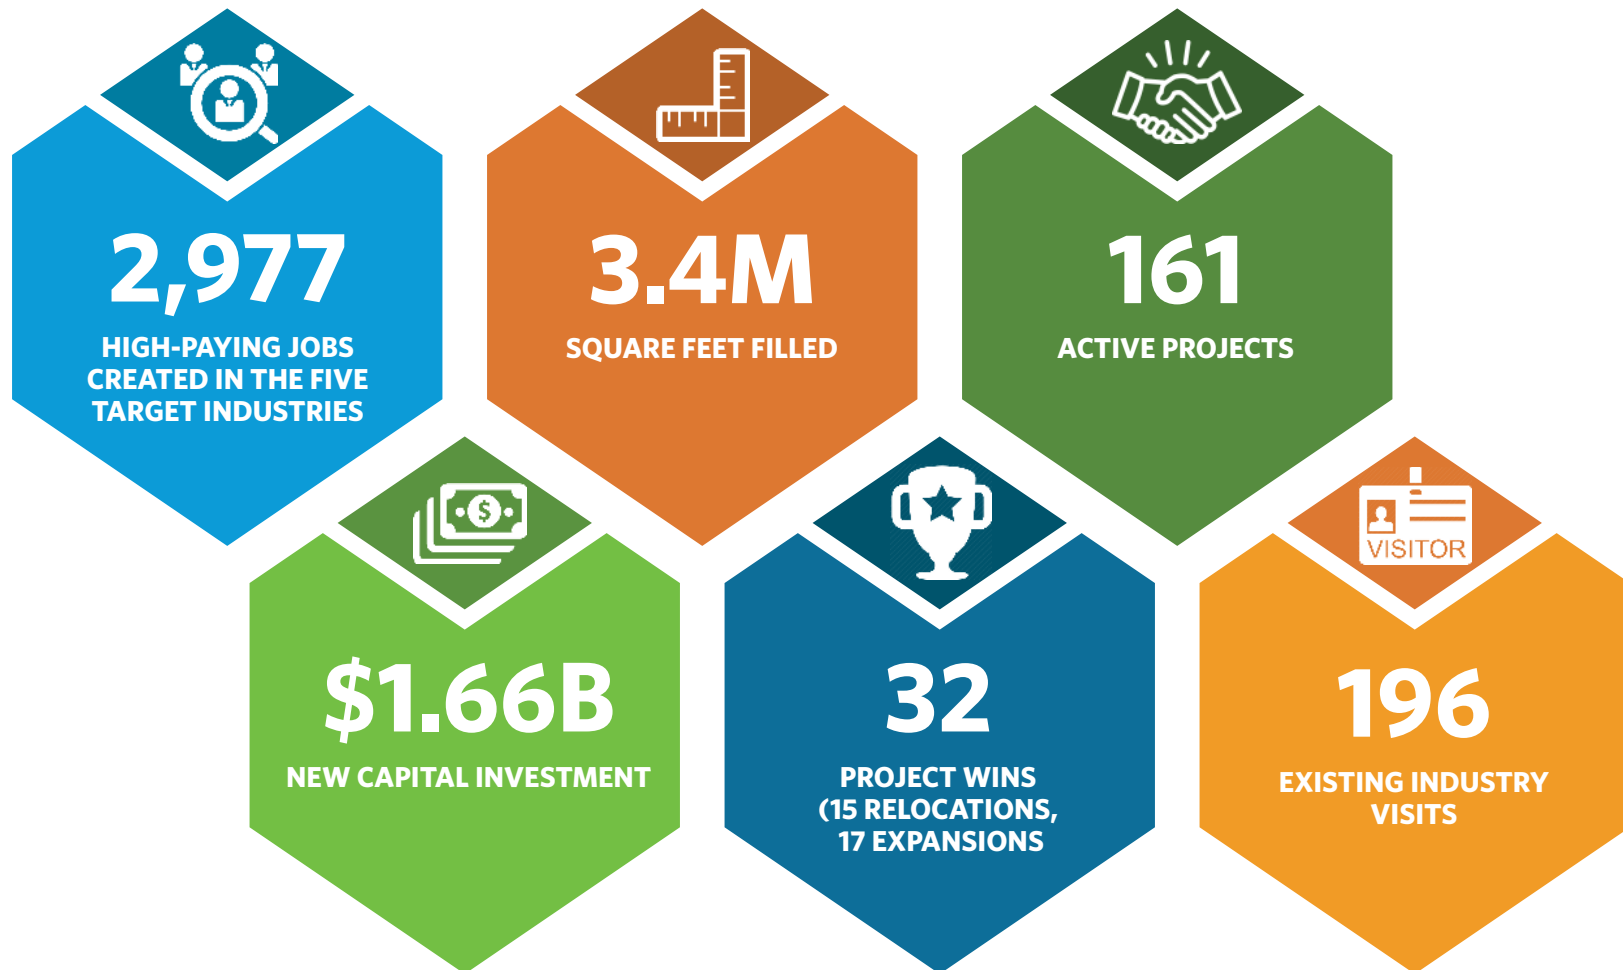 2,977
HIGH-PAYING JOBS
CREATED IN THE FIVE
TARGET INDUSTRIES
3.4M
SQUARE FEET FILLED
161
ACTIVE PROJECTS
$
$1.66B
NEW CAPITAL INVESTMENT
32
PROJECT WINS
(15 RELOCATIONS,
17 EXPANSIONS
VISITOR
196
EXISTING INDUSTRY
VISITS